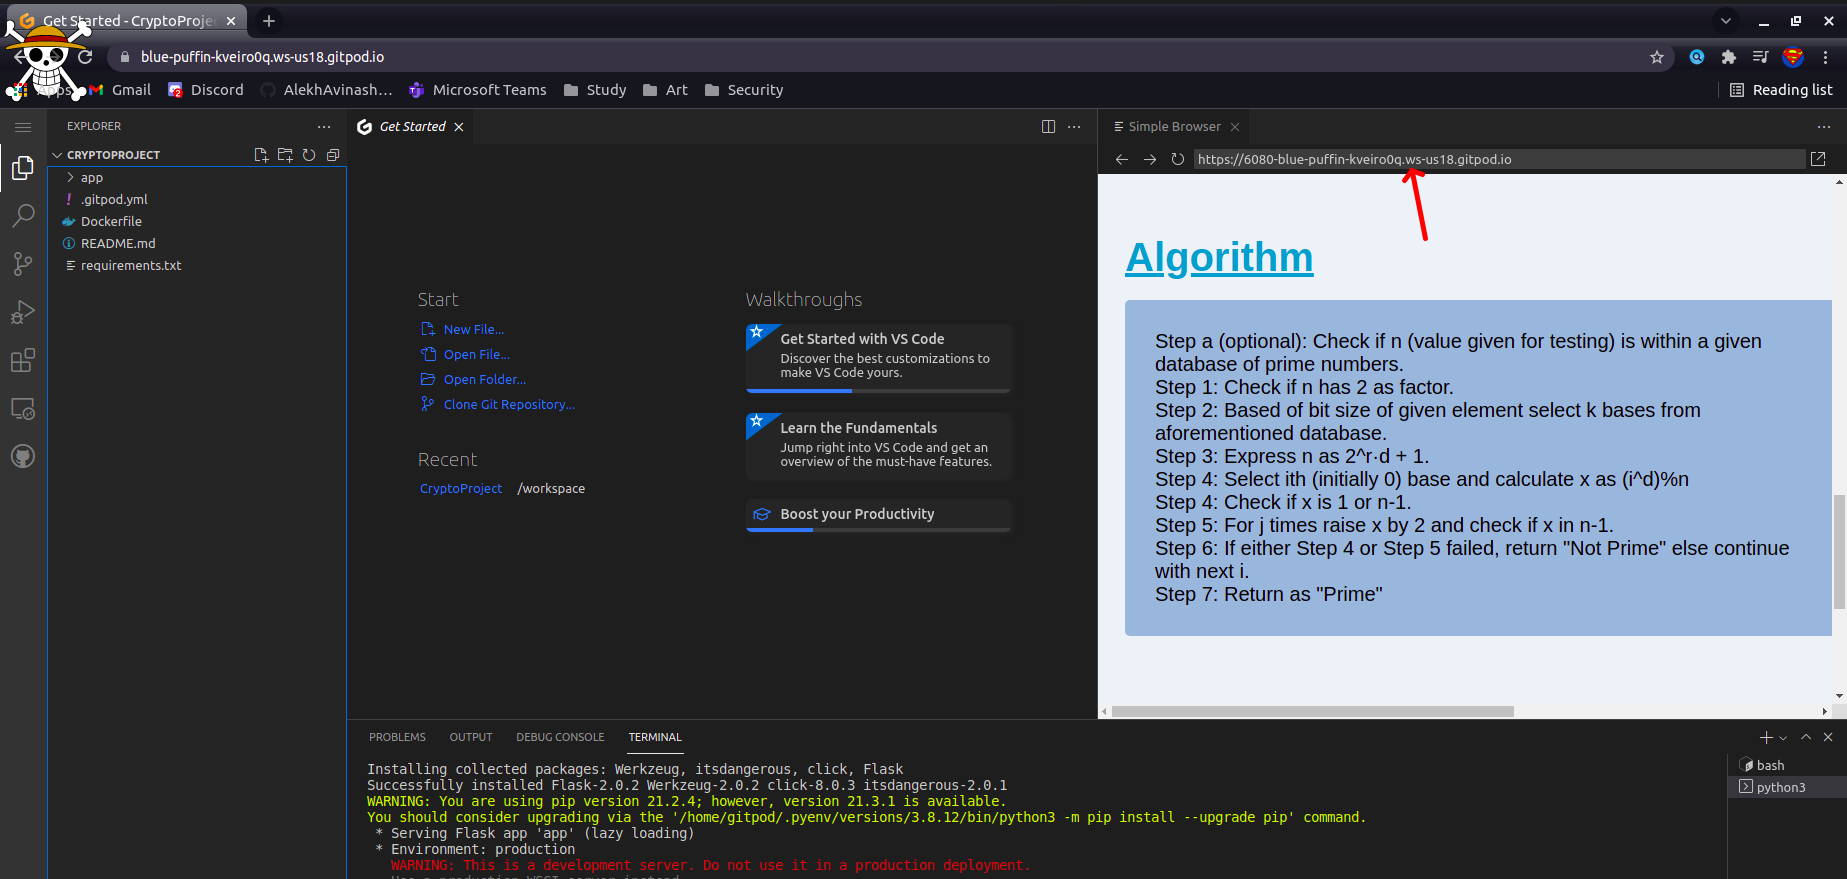 Get Started - CryptoProje
blue-puffin-kveiro0q.ws-us18.gitpod.io
Apps
Gmail
Discord
AlekhAvinash...
Microsoft Teams
Study
Art
Security
Reading list
EXPLORER
CRYPTOPROJECT
app
.gitpod.yml
Dockerfile
README.md
requirements.txt
Get Started
Start
New File...
Open File...
Open Folder...
Clone Git Repository...
Recent
CryptoProject /workspace
Walkthroughs
Get Started with VS Code
Discover the best customizations to
make VS Code yours.
Learn the Fundamentals
Jump right into VS Code and get an
overview of the must-have features.
Boost your Productivity
Simple Browser
https://6080-blue-puffin-kveiro0q.ws-us18.gitpod.io
Algorithm
Step a (optional): Check if n (value given for testing) is within a given
database of prime numbers.
Step 1: Check if n has 2 as factor.
Step 2: Based of bit size of given element select k bases from
aforementioned database.
Step 3: Express n as 2^r·d + 1.
Step 4: Select ith (initially 0) base and calculate x as (i^d)%n
Step 4: Check if x is 1 or n-1.
Step 5: For j times raise x by 2 and check if x in n-1.
Step 6: If either Step 4 or Step 5 failed, return "Not Prime" else continue
with next i.
Step 7: Return as "Prime"
PROBLEMS OUTPUT DEBUG CONSOLE TERMINAL
Installing collected packages: Werkzeug, itsdangerous, click, Flask
Successfully installed Flask-2.0.2 Werkzeug-2.0.2 click-8.0.3 itsdangerous-2.0.1
WARNING: You are using pip version 21.2.4; however, version 21.3.1 is available.
You should consider upgrading via the '/home/gitpod/.pyenv/versions/3.8.12/bin/python3 -m pip install --upgrade pip' command.
* Serving Flask app 'app' (lazy loading)
* Environment: production
WARNING: This is a development server. Do not use it in a production deployment.
Use a production WSGI server instead.
bash
python3